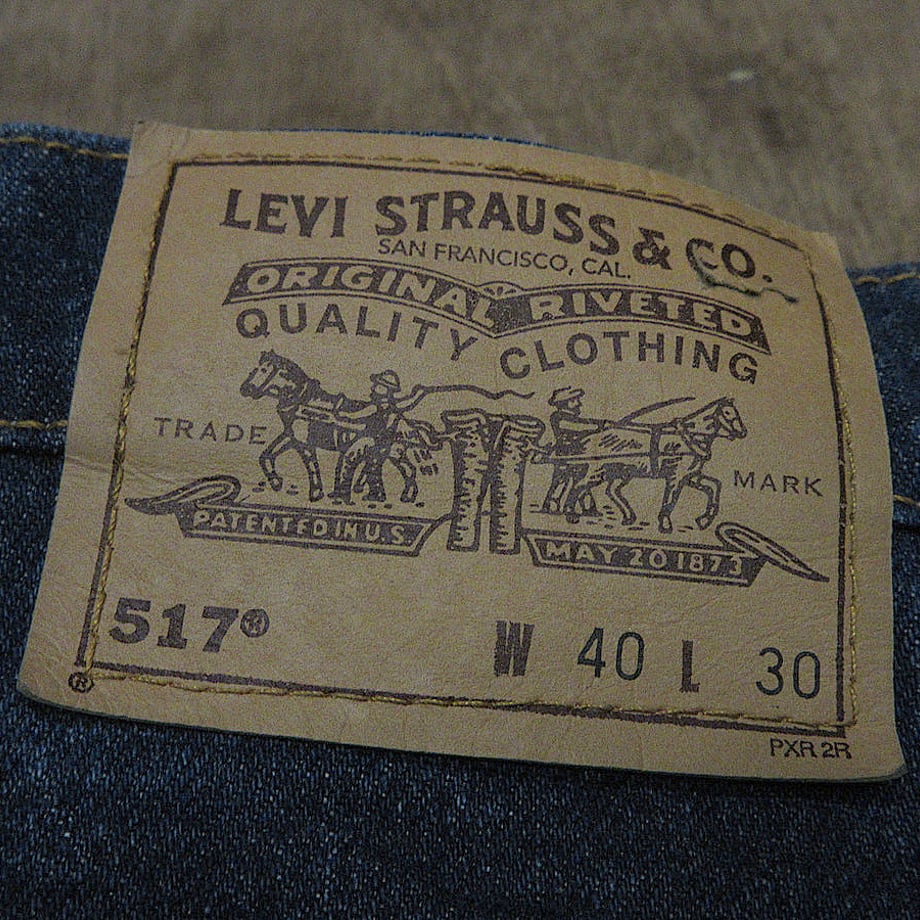 LEVI STRAUSS & CO.
SAN FRANCISCO, CAL.
ORIGINAL RIVETED
QUALITY CLOTHING
TRADE MARK
PATENTED IN U.S. MAY 20 1873
517® W 40 L 30
®
PXR 2R